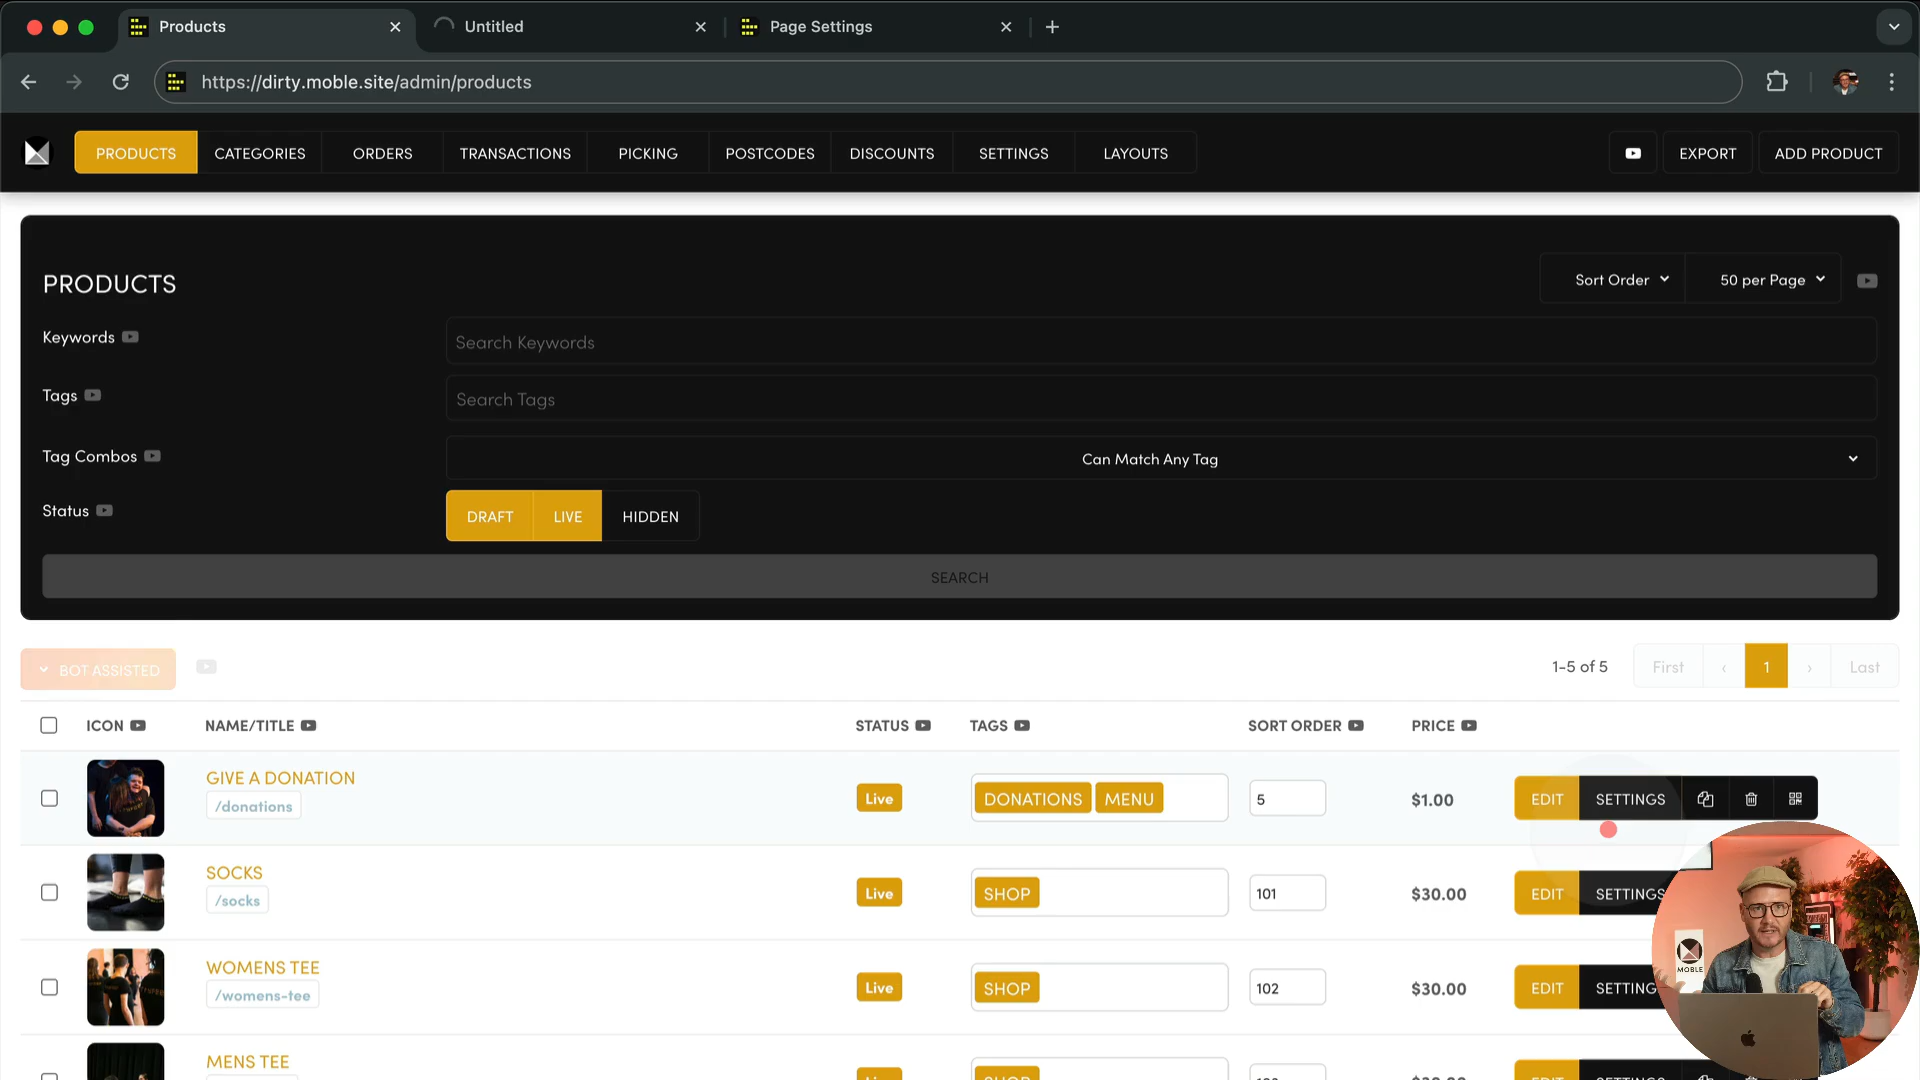 Products
Untitled
Page Settings
https://dirty.moble.site/admin/products
PRODUCTS
CATEGORIES
ORDERS
TRANSACTIONS
PICKING
POSTCODES
DISCOUNTS
SETTINGS
LAYOUTS
EXPORT
ADD PRODUCT
PRODUCTS
Sort Order
50 per Page
Keywords
Search Keywords
Tags
Search Tags
Tag Combos
Can Match Any Tag
Status
DRAFT
LIVE
HIDDEN
SEARCH
BOT ASSISTED
1-5 of 5
First
‹
1
›
Last
ICON
NAME/TITLE
STATUS
TAGS
SORT ORDER
PRICE
GIVE A DONATION
/donations
Live
DONATIONS
MENU
5
$1.00
EDIT
SETTINGS
SOCKS
/socks
Live
SHOP
101
$30.00
EDIT
SETTINGS
WOMENS TEE
/womens-tee
Live
SHOP
102
$30.00
EDIT
SETTING
MOBLE
MENS TEE
SHOP
$30.00
EDIT